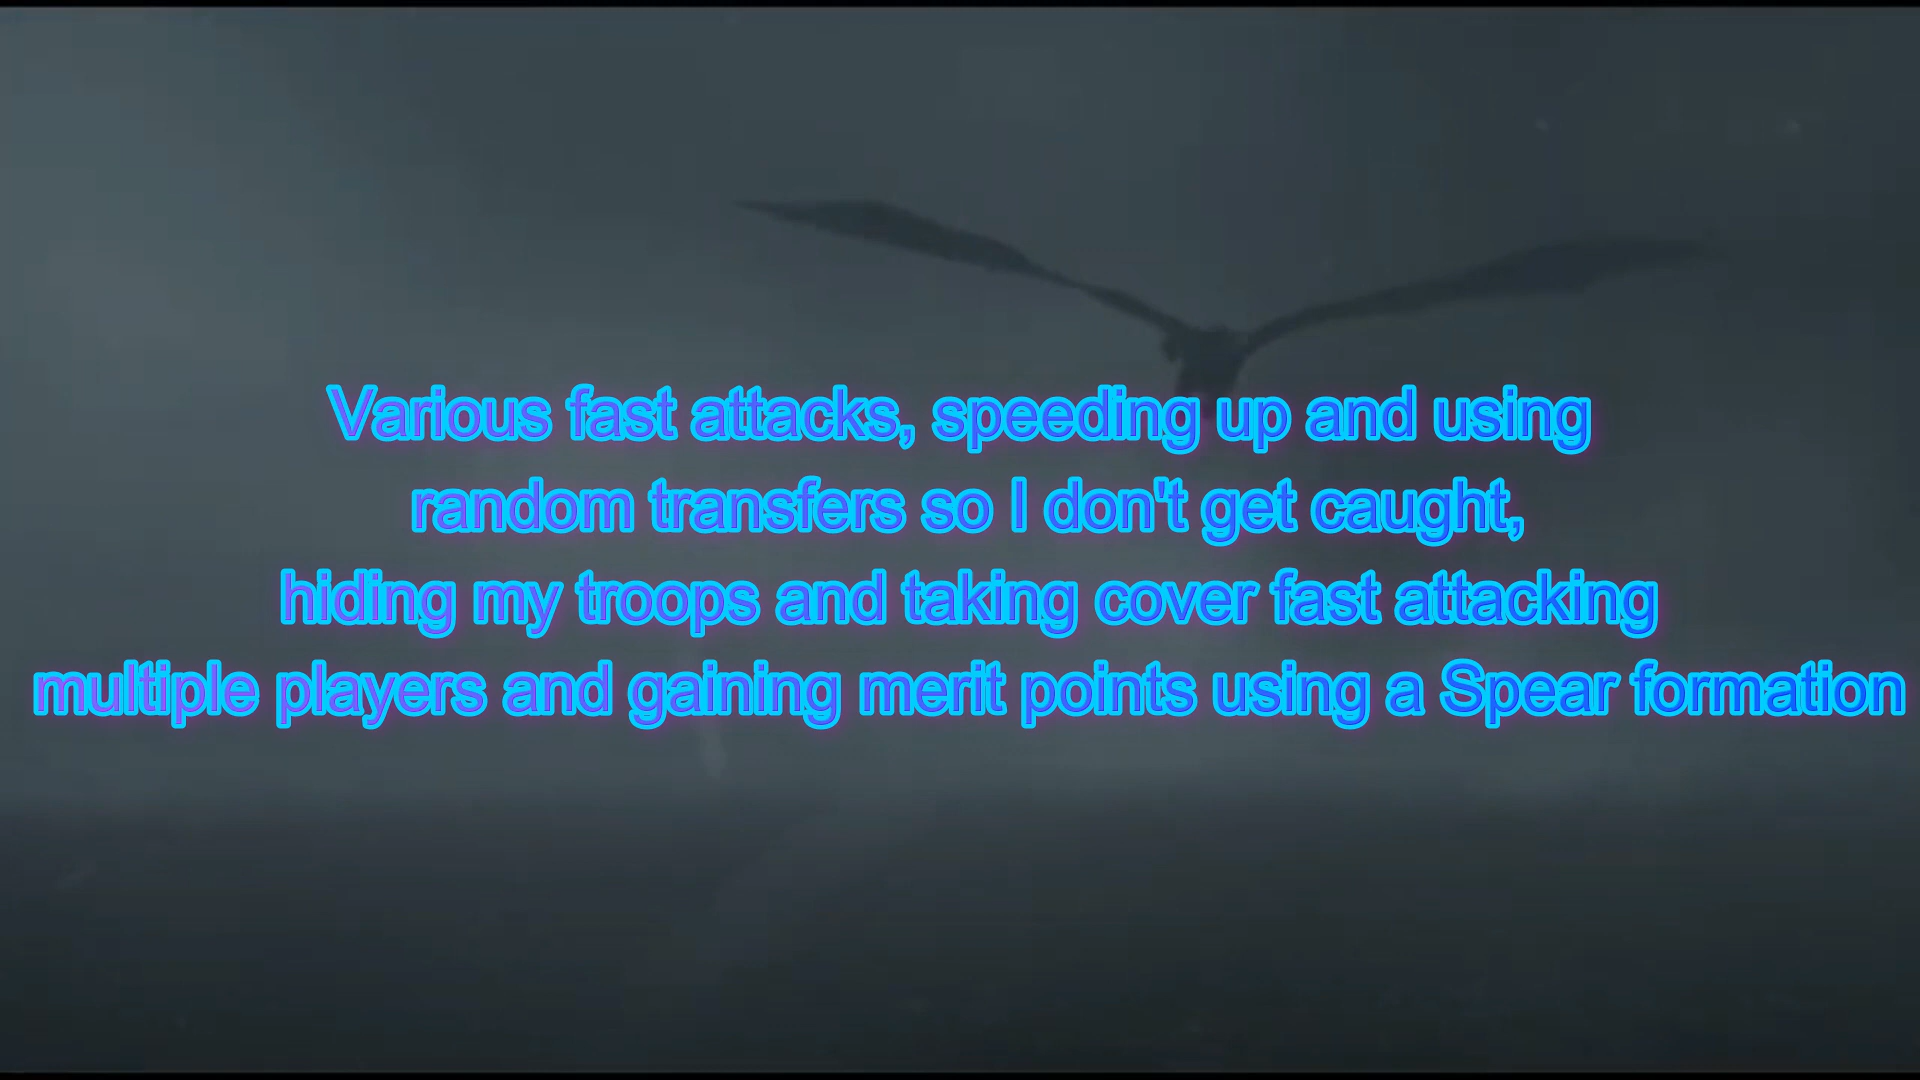 Various fast attacks, speeding up and using
random transfers so I don't get caught,
hiding my troops and taking cover fast attacking
multiple players and gaining merit points using a Spear formation